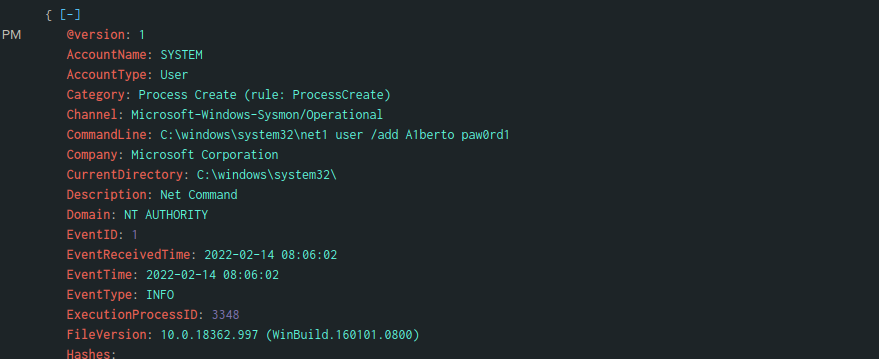 { [-]
PM
@version: 1
AccountName: SYSTEM
AccountType: User
Category: Process Create (rule: ProcessCreate)
Channel: Microsoft-Windows-Sysmon/Operational
CommandLine: C:\windows\system32\net1 user /add A1berto paw0rd1
Company: Microsoft Corporation
CurrentDirectory: C:\windows\system32\
Description: Net Command
Domain: NT AUTHORITY
EventID: 1
EventReceivedTime: 2022-02-14 08:06:02
EventTime: 2022-02-14 08:06:02
EventType: INFO
ExecutionProcessID: 3348
FileVersion: 10.0.18362.997 (WinBuild.160101.0800)
Hashes: